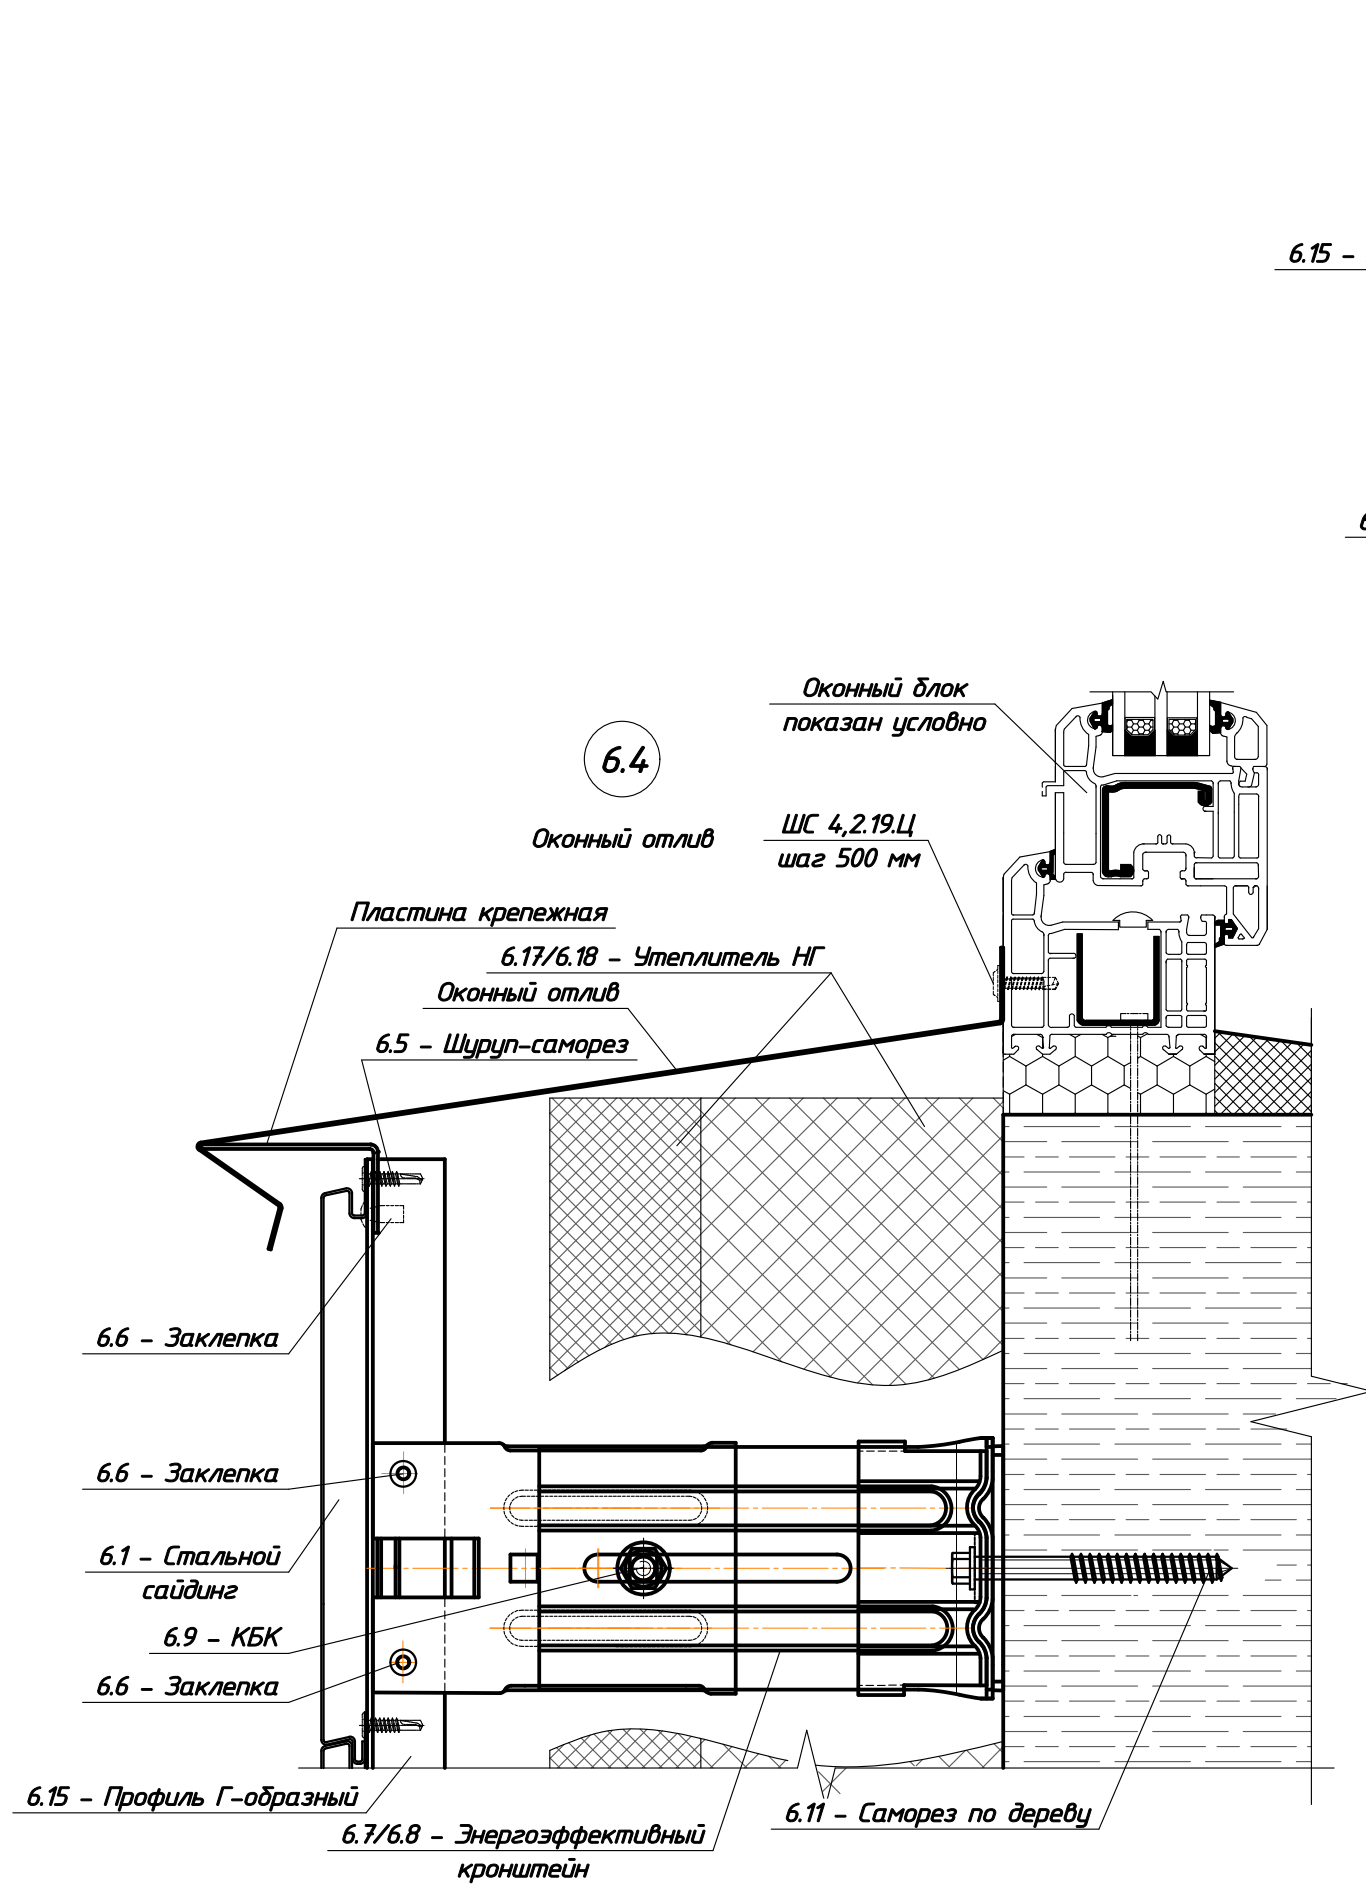 6.15 -
Оконный блок
показан условно
6.4
Оконный отлив
ШС 4,2.19.Ц
шаг 500 мм
Пластина крепежная
6.17/6.18 - Утеплитель НГ
Оконный отлив
6.5 - Шуруп-саморез
6.6 - Заклепка
6.6 - Заклепка
6.1 - Стальной
сайдинг
6.9 - КБК
6.6 - Заклепка
6.15 - Профиль Г-образный
6.7/6.8 - Энергоэффективный
кронштейн
6.11 - Саморез по дереву